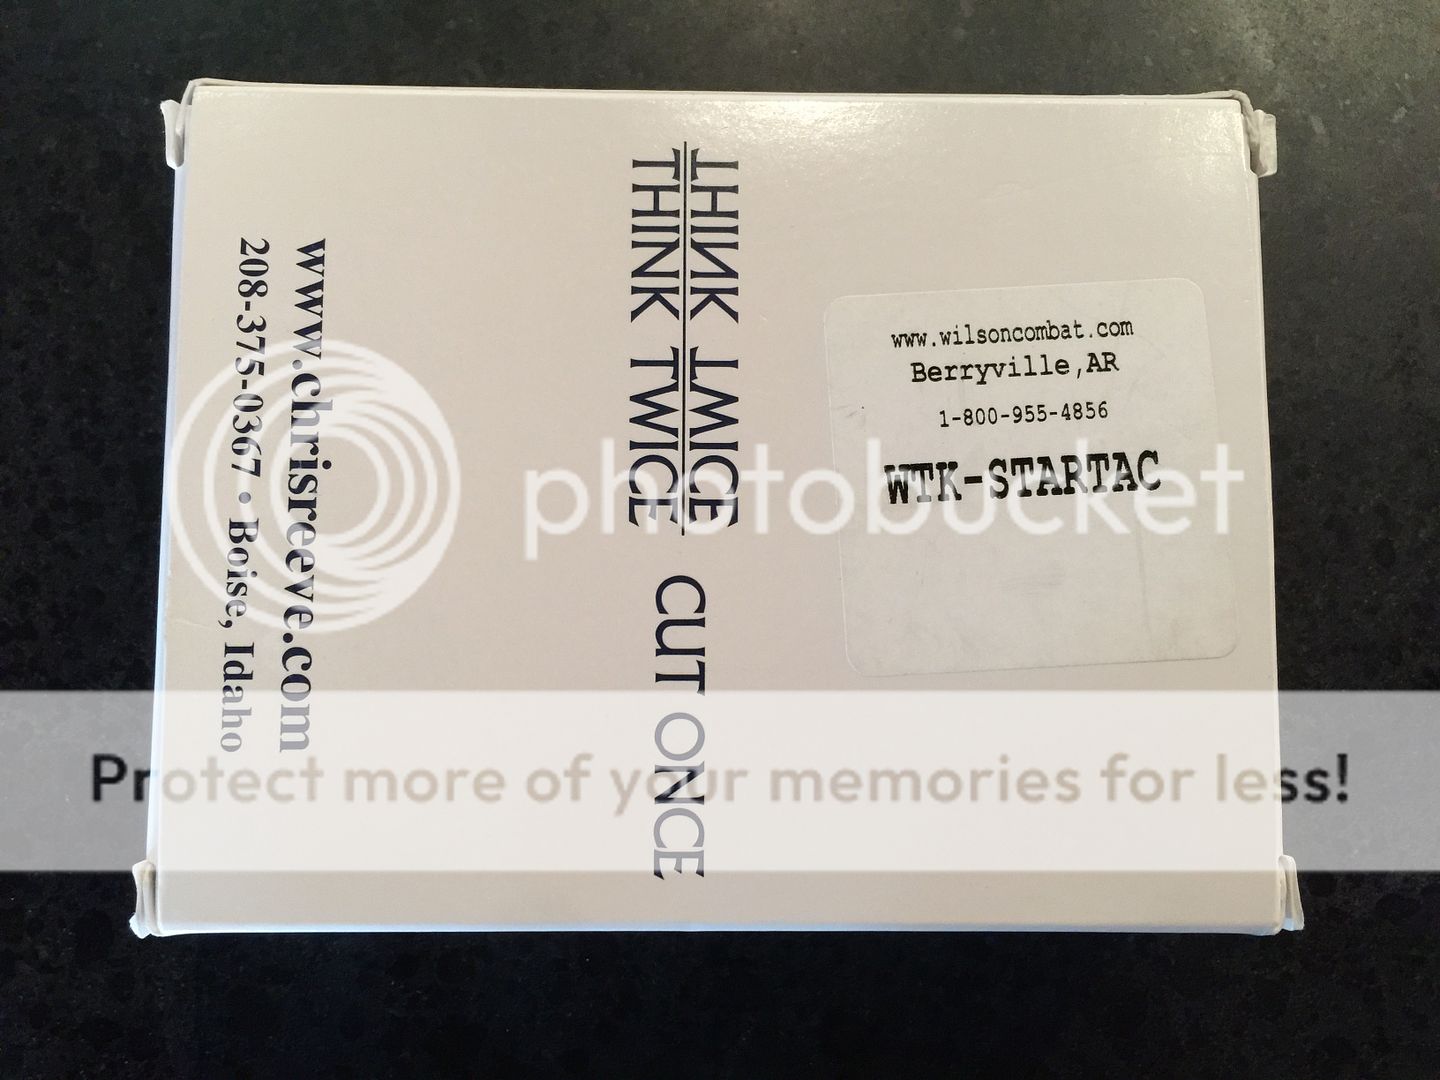 THINK TWICE
THINK TWICE CUT ONCE
www.chrisreeve.com
208-375-0367 • Boise, Idaho
www.wilsoncombat.com
Berryville,AR
1-800-955-4856
WTK-STARTAC
photobucket
Protect more of your memories for less!